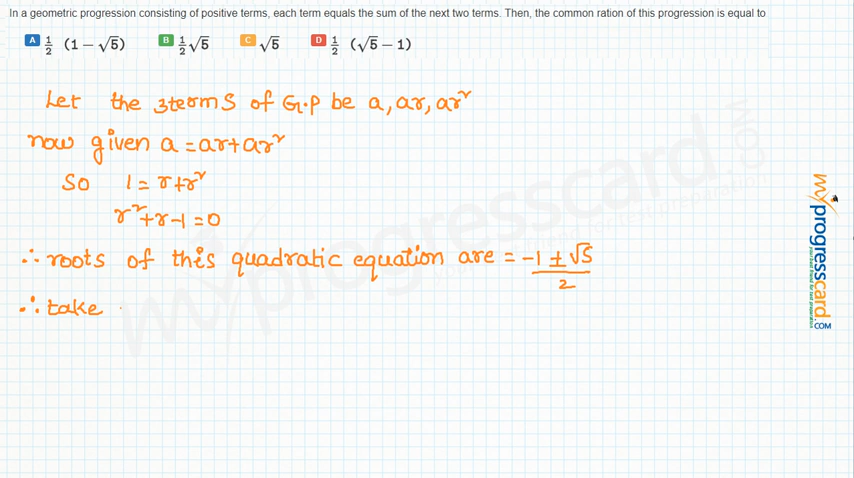 In a geometric progression consisting of positive terms, each term equals the sum of the next two terms. Then, the common ration of this progression is equal to
A 1/2 (1 − √5) B 1/2 √5 C √5 D 1/2 (√5 − 1)
Let the 3 terms of G.P be a, ar, ar²
now given a = ar + ar²
So 1 = r + r²
r² + r − 1 = 0
∴ roots of this quadratic equation are = (−1 ± √5)/2
∴ take
myprogresscard
.COM